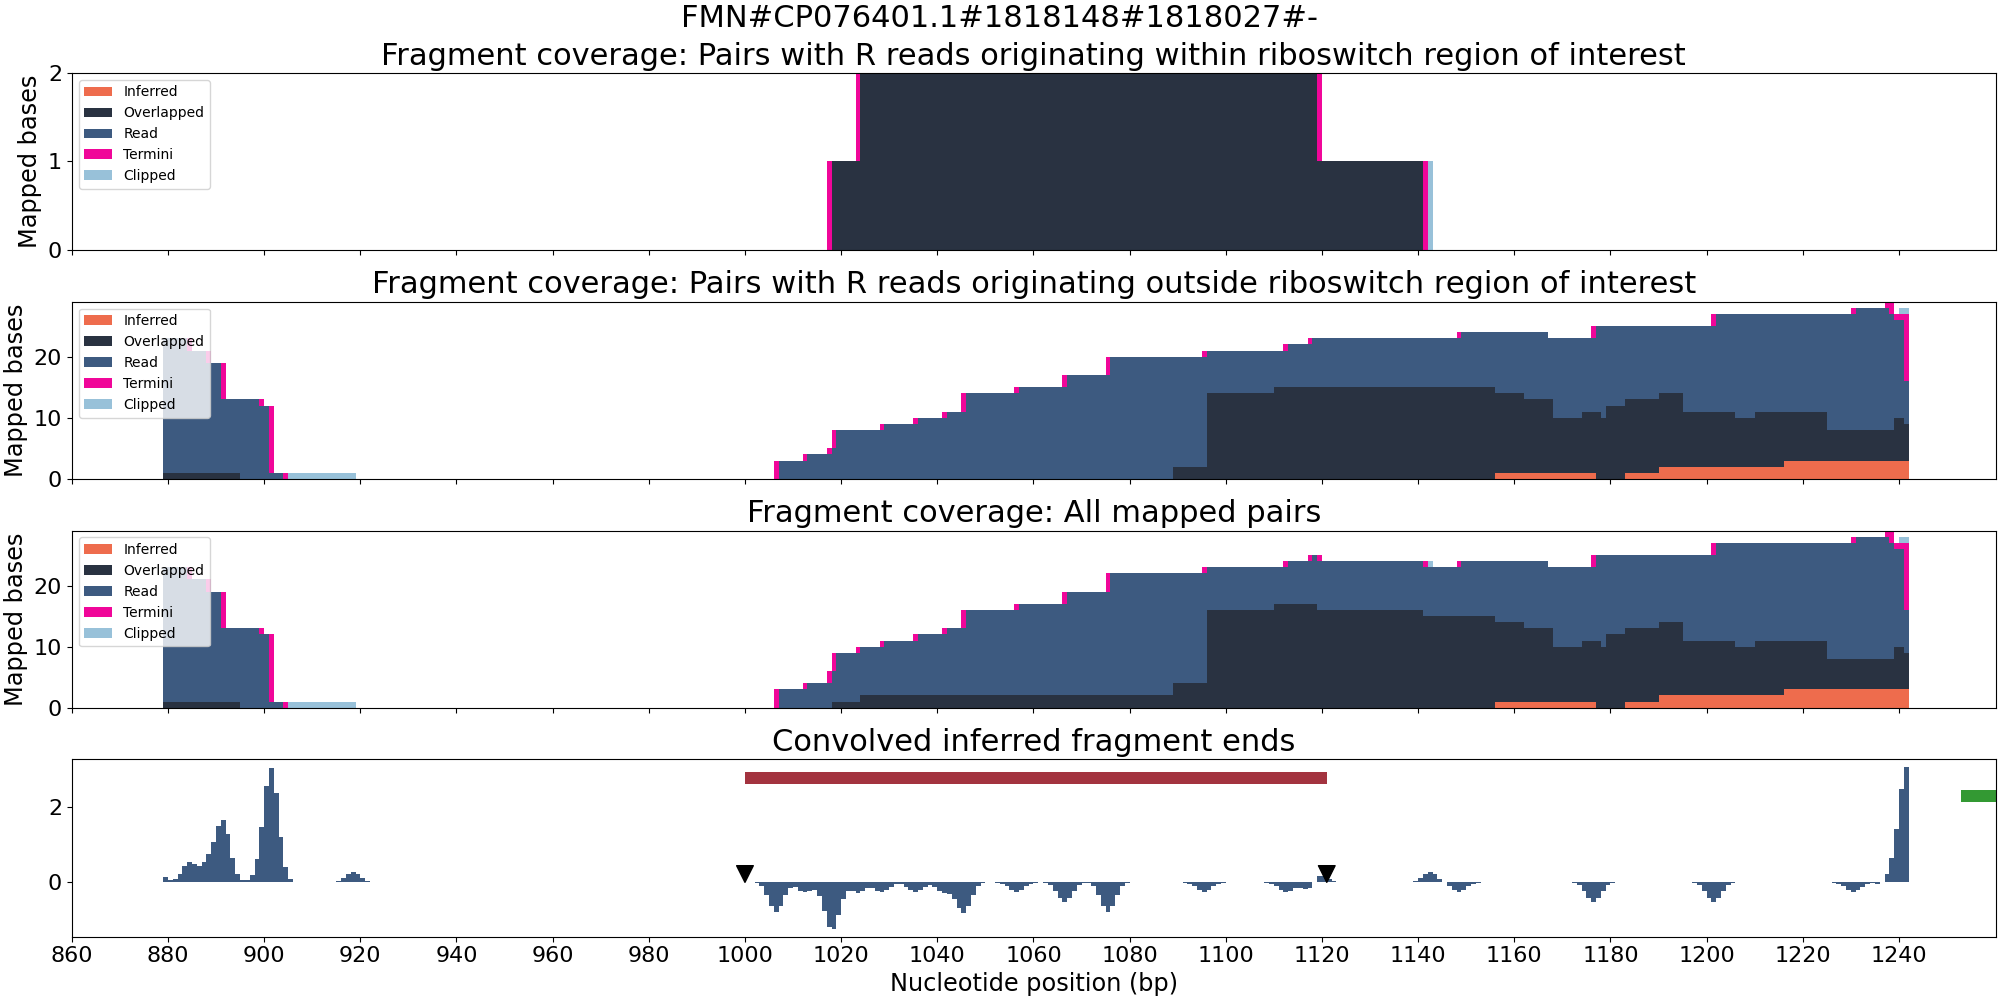 FMN#CP076401.1#1818148#1818027#-
Fragment coverage: Pairs with R reads originating within riboswitch region of interest
Mapped bases
2
1
0
Inferred
Overlapped
Read
Termini
Clipped
Fragment coverage: Pairs with R reads originating outside riboswitch region of interest
Mapped bases
20
10
0
Inferred
Overlapped
Read
Termini
Clipped
Fragment coverage: All mapped pairs
Mapped bases
20
10
0
Inferred
Overlapped
Read
Termini
Clipped
Convolved inferred fragment ends
2
0
860 880 900 920 940 960 980 1000 1020 1040 1060 1080 1100 1120 1140 1160 1180 1200 1220 1240
Nucleotide position (bp)